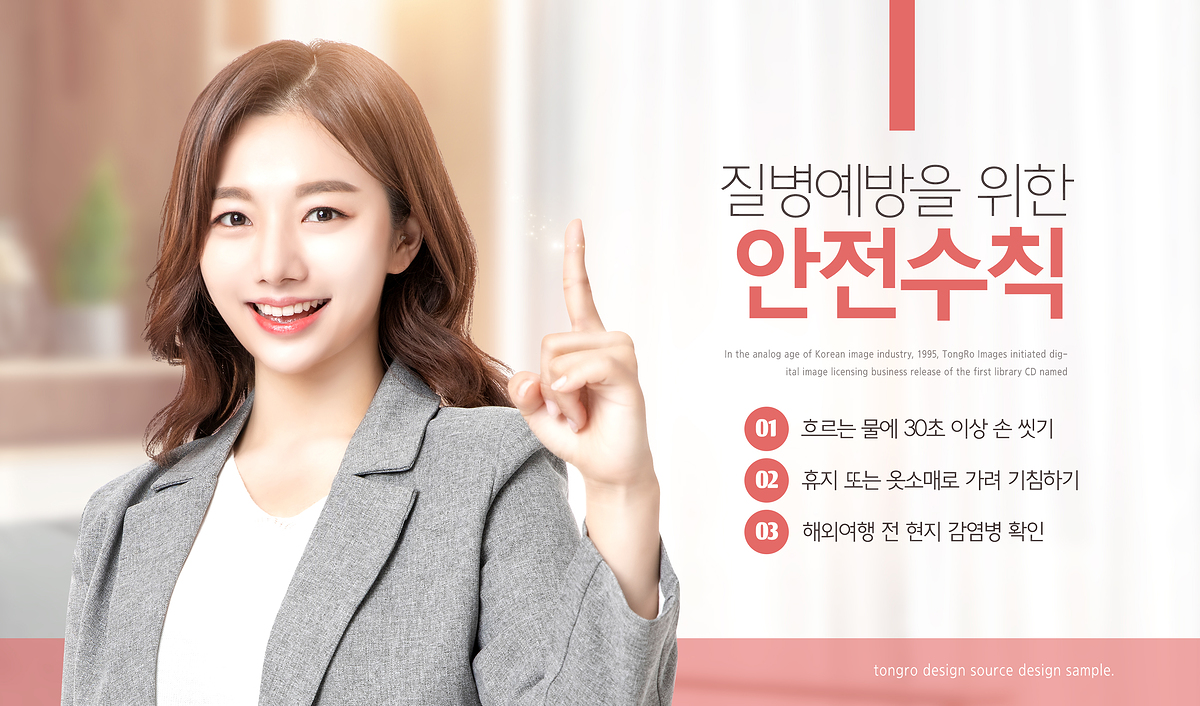 질병예방을 위한
안전수칙
In the analog age of Korean image industry, 1995, TongRo Images initiated dig-
ital image licensing business release of the first library CD named
01 흐르는 물에 30초 이상 손 씻기
02 휴지 또는 옷소매로 가려 기침하기
03 해외여행 전 현지 감염병 확인
tongro design source design sample.